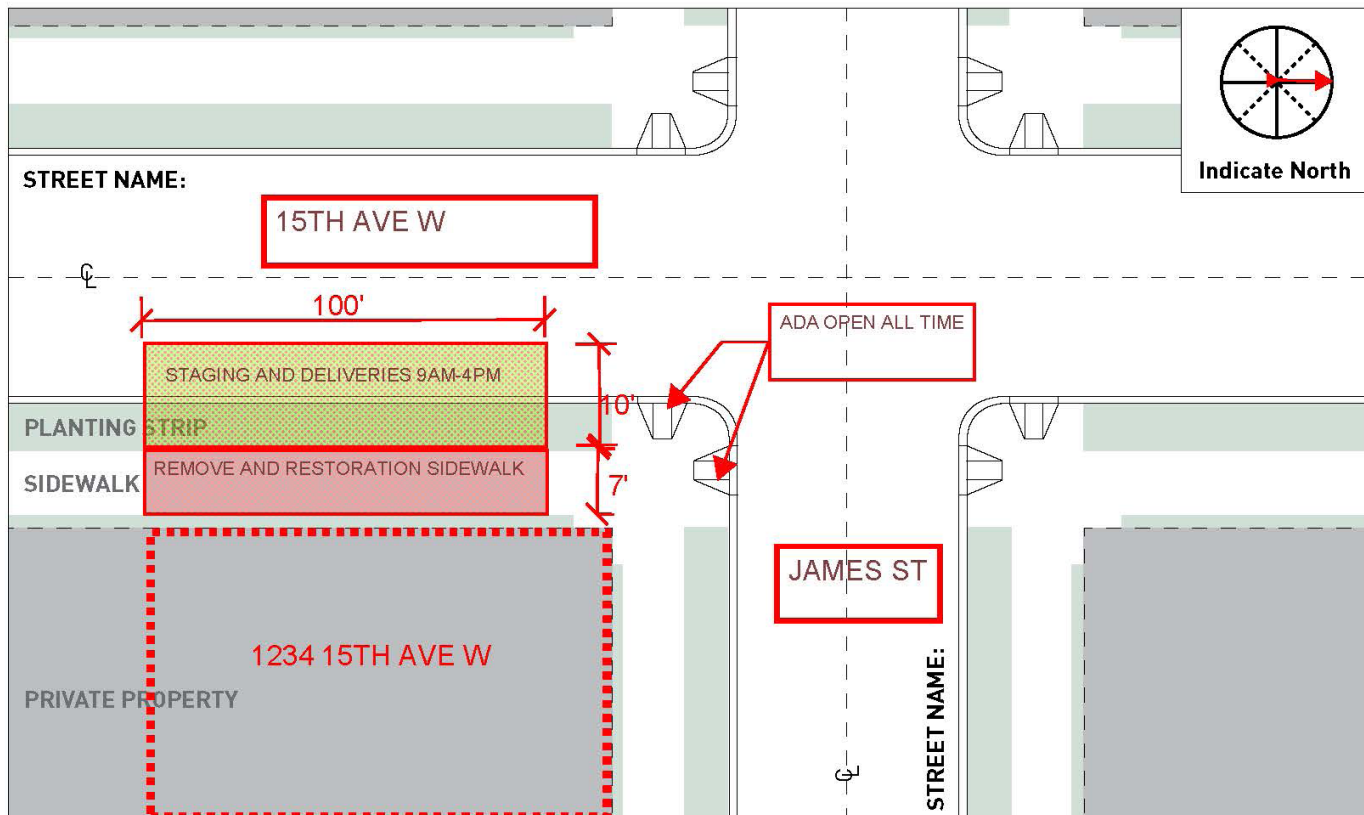 Indicate North
STREET NAME:
15TH AVE W
℄
100'
ADA OPEN ALL TIME
STAGING AND DELIVERIES 9AM-4PM
10'
PLANTING STRIP
REMOVE AND RESTORATION SIDEWALK
SIDEWALK
7'
JAMES ST
1234 15TH AVE W
PRIVATE PROPERTY
STREET NAME:
℄